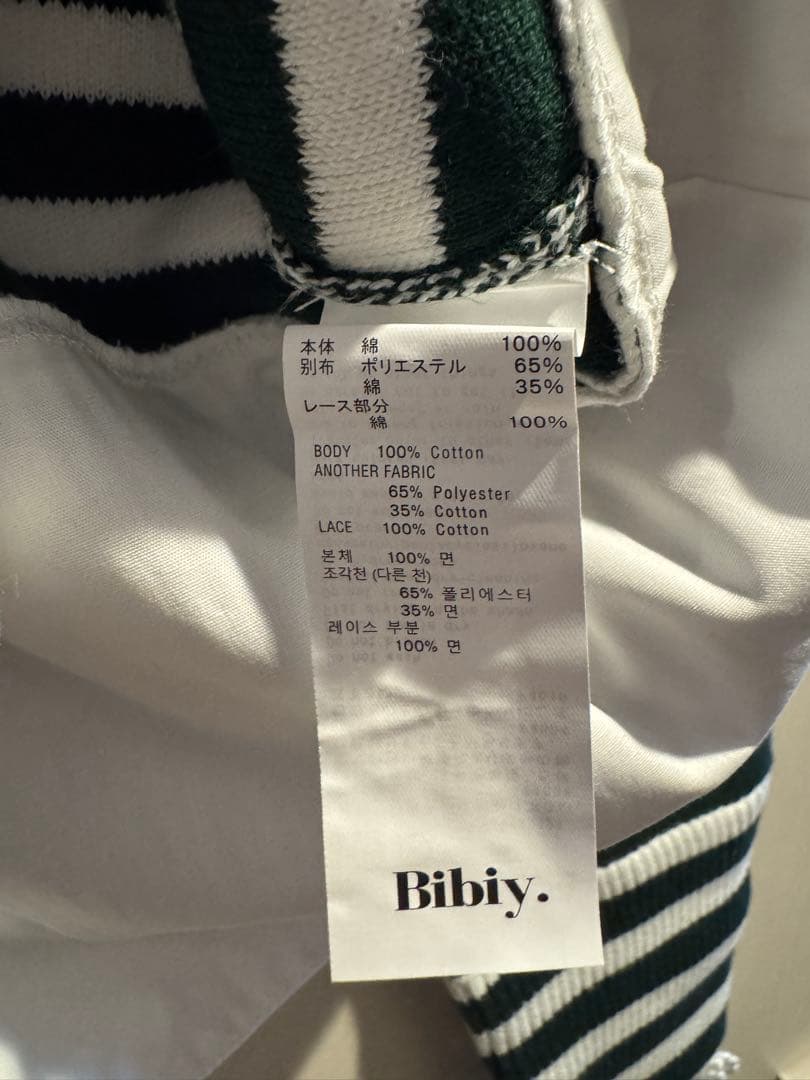 本体 綿 100%
別布 ポリエステル 65%
綿 35%
レース部分
綿 100%
BODY 100% Cotton
ANOTHER FABRIC
65% Polyester
35% Cotton
LACE 100% Cotton
본체 100% 면
조각천 (다른 천)
65% 폴리에스터
35% 면
레이스 부분
100% 면
Bibiy.